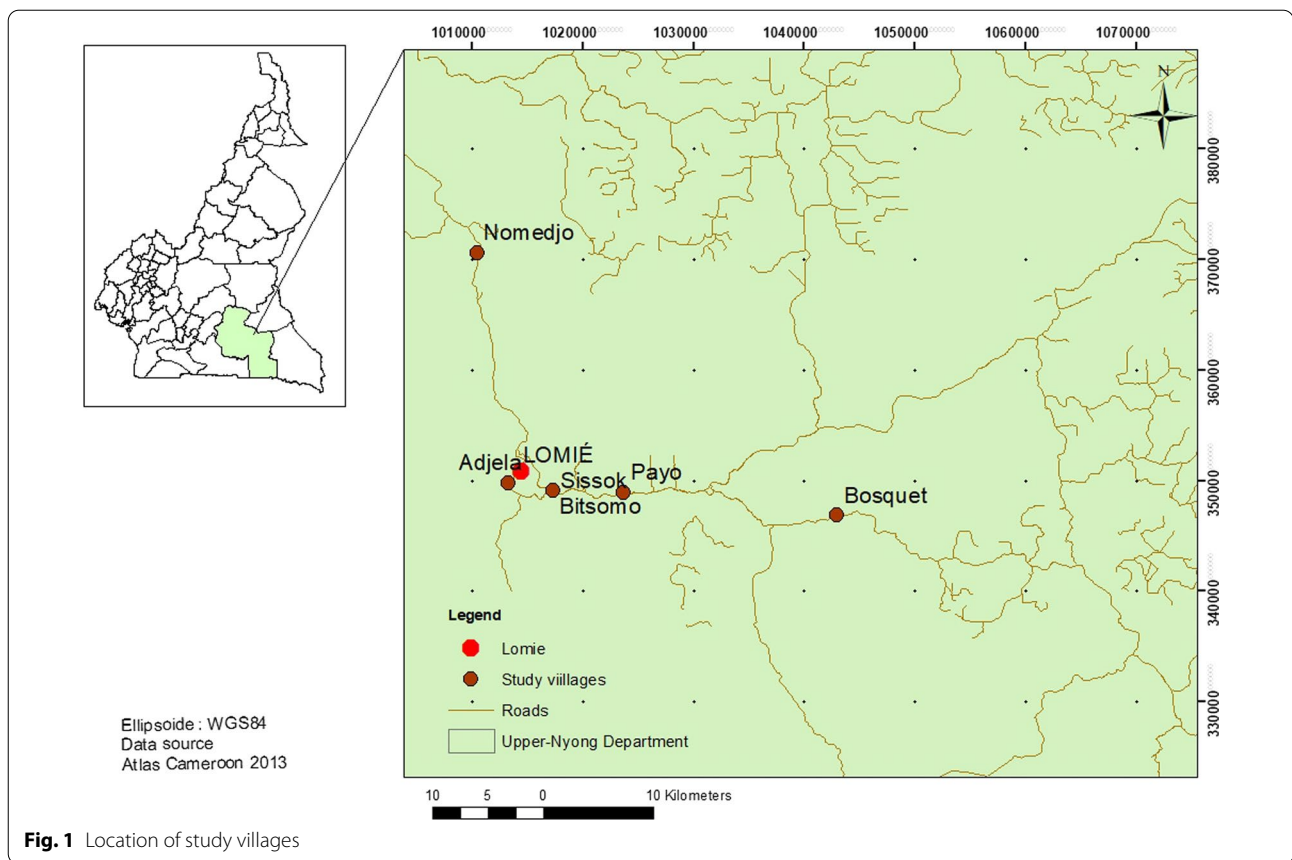 1010000 1020000 1030000 1040000 1050000 1060000 1070000
N
380000
370000
360000
350000
340000
330000
Nomedjo
Adjela
LOMIÉ
Sissok
Payo
Bitsomo
Bosquet
Legend
Lomie
Study viillages
Roads
Upper-Nyong Department
Ellipsoide : WGS84
Data source
Atlas Cameroon 2013
10 5 0 10 Kilometers
Fig. 1 Location of study villages